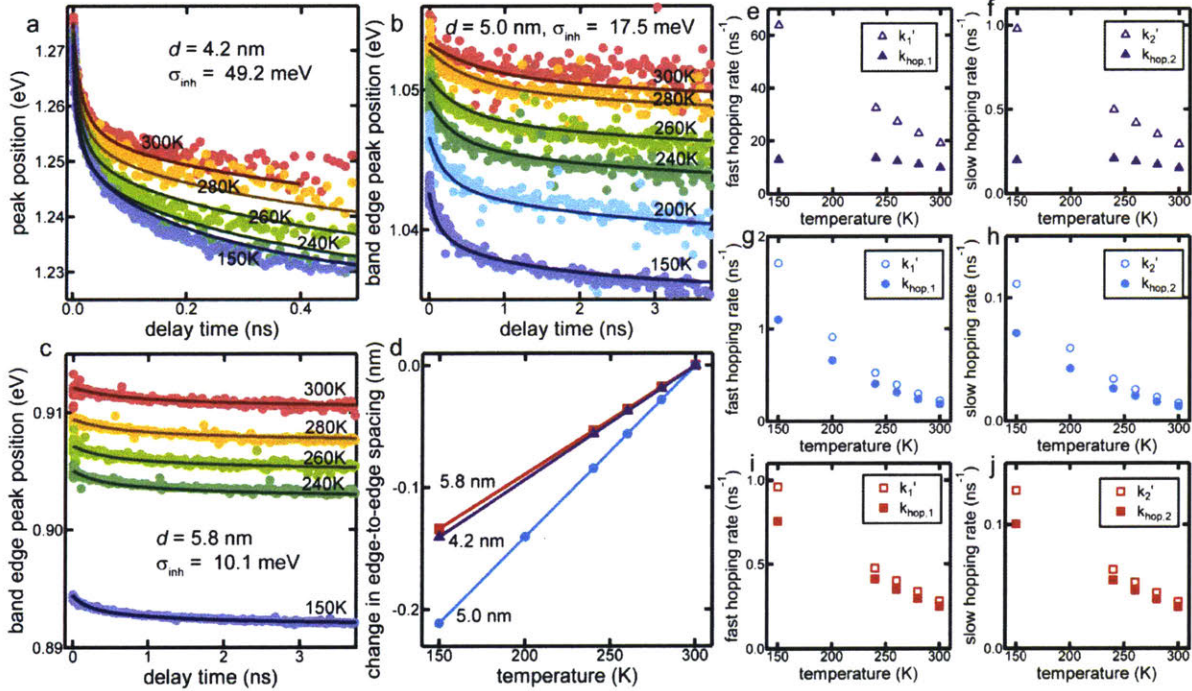 a
d = 4.2 nm
σinh = 49.2 meV
300K
280K
260K
240K
150K
1.27
1.26
1.25
1.24
1.23
0.0
0.2
0.4
peak position (eV)
delay time (ns)
b
d = 5.0 nm, σinh = 17.5 meV
300K
280K
260K
240K
200K
150K
1.05
1.04
0
1
2
3
band edge peak position (eV)
delay time (ns)
c
300K
280K
260K
240K
d = 5.8 nm
σinh = 10.1 meV
150K
0.91
0.90
0.89
0
1
2
3
band edge peak position (eV)
delay time (ns)
d
5.8 nm
4.2 nm
5.0 nm
0.0
-0.1
-0.2
150
200
250
300
change in edge-to-edge spacing (nm)
temperature (K)
e
k1'
khop,1
60
40
20
0
150
200
250
300
fast hopping rate (ns-1)
temperature (K)
f
k2'
khop,2
1.0
0.5
0.0
150
200
250
300
slow hopping rate (ns-1)
temperature (K)
g
k1'
khop,1
2
1
0
150
200
250
300
fast hopping rate (ns-1)
temperature (K)
h
k2'
khop,2
0.1
0.0
150
200
250
300
slow hopping rate (ns-1)
temperature (K)
i
k1'
khop,1
1.0
0.5
0.0
150
200
250
300
fast hopping rate (ns-1)
temperature (K)
j
k2'
khop,2
0.1
0.0
150
200
250
300
slow hopping rate (ns-1)
temperature (K)